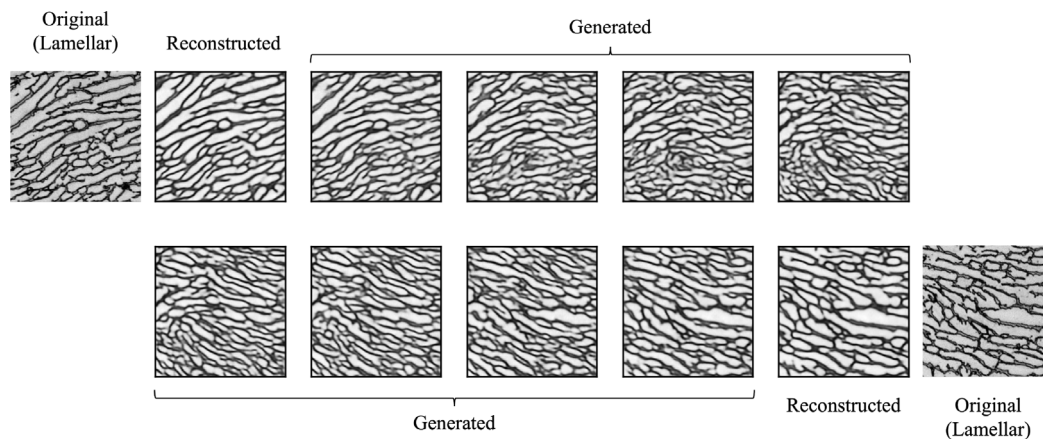 Original
(Lamellar)
Reconstructed
Generated
Generated
Reconstructed
Original
(Lamellar)